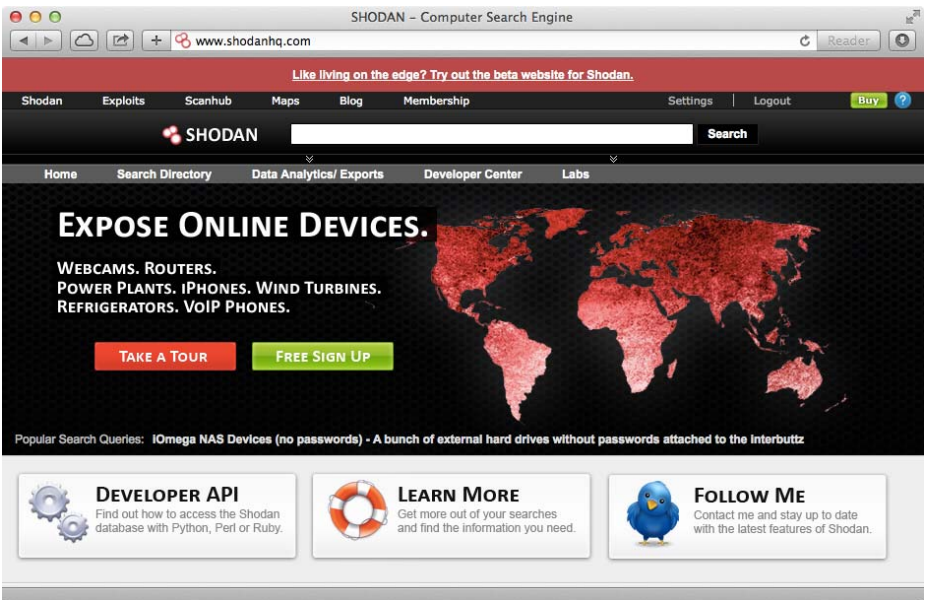 SHODAN – Computer Search Engine
www.shodanhq.com
Reader
Like living on the edge? Try out the beta website for Shodan.
Shodan Exploits Scanhub Maps Blog Membership Settings Logout Buy ?
SHODAN Search
Home Search Directory Data Analytics/ Exports Developer Center Labs
EXPOSE ONLINE DEVICES.
WEBCAMS. ROUTERS.
POWER PLANTS. IPHONES. WIND TURBINES.
REFRIGERATORS. VOIP PHONES.
TAKE A TOUR FREE SIGN UP
Popular Search Queries: IOmega NAS Devices (no passwords) - A bunch of external hard drives without passwords attached to the interbuttz
DEVELOPER API
Find out how to access the Shodan
database with Python, Perl or Ruby.
LEARN MORE
Get more out of your searches
and find the information you need.
FOLLOW ME
Contact me and stay up to date
with the latest features of Shodan.